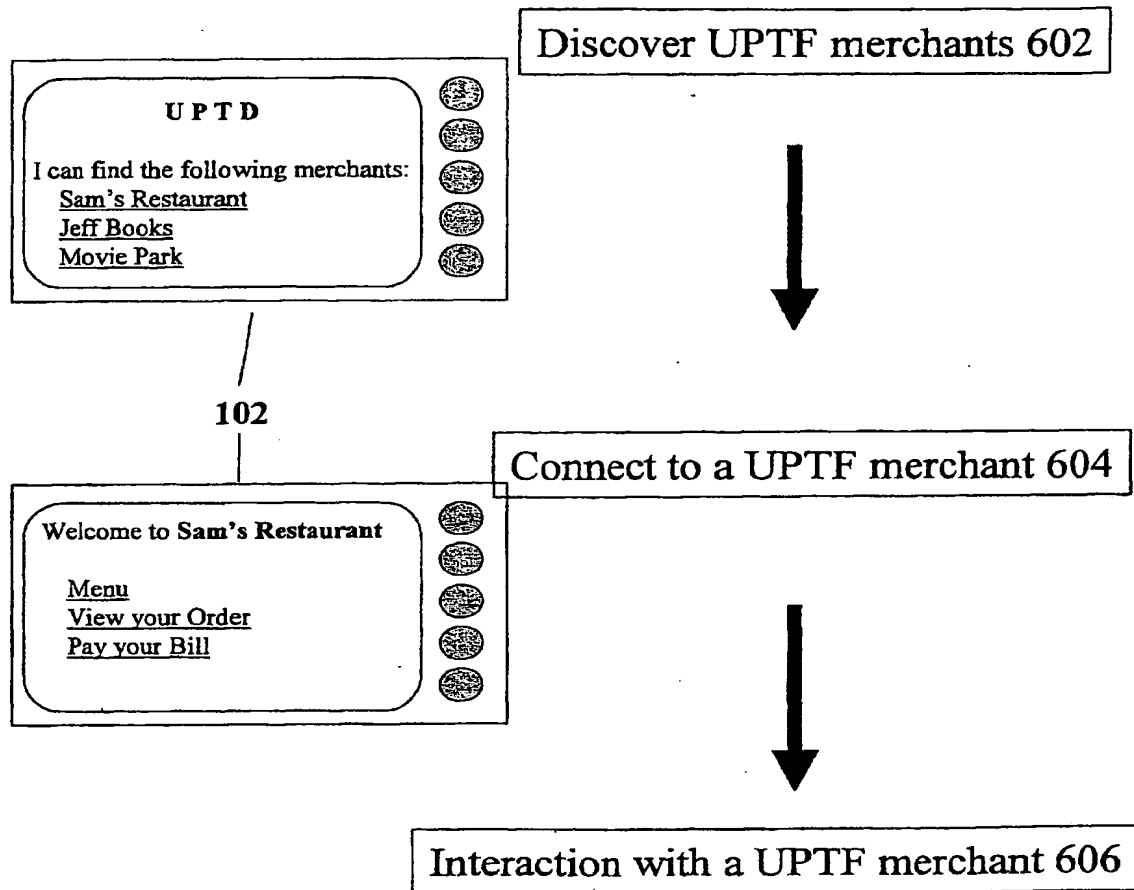 Discover UPTF merchants 602
U P T D
I can find the following merchants:
Sam's Restaurant
Jeff Books
Movie Park
102
Connect to a UPTF merchant 604
Welcome to Sam's Restaurant
Menu
View your Order
Pay your Bill
Interaction with a UPTF merchant 606